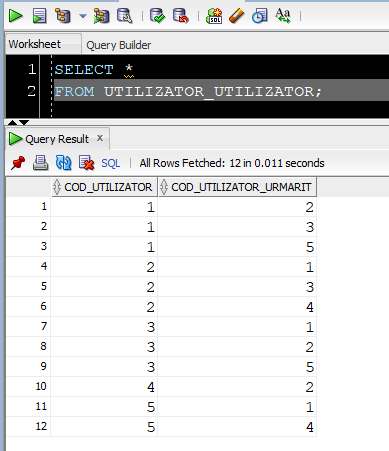 SQL
Aa
Worksheet Query Builder
1 SELECT *
2 FROM UTILIZATOR_UTILIZATOR;
Query Result x
SQL | All Rows Fetched: 12 in 0.011 seconds
COD_UTILIZATOR COD_UTILIZATOR_URMARIT
1 1 2
2 1 3
3 1 5
4 2 1
5 2 3
6 2 4
7 3 1
8 3 2
9 3 5
10 4 2
11 5 1
12 5 4